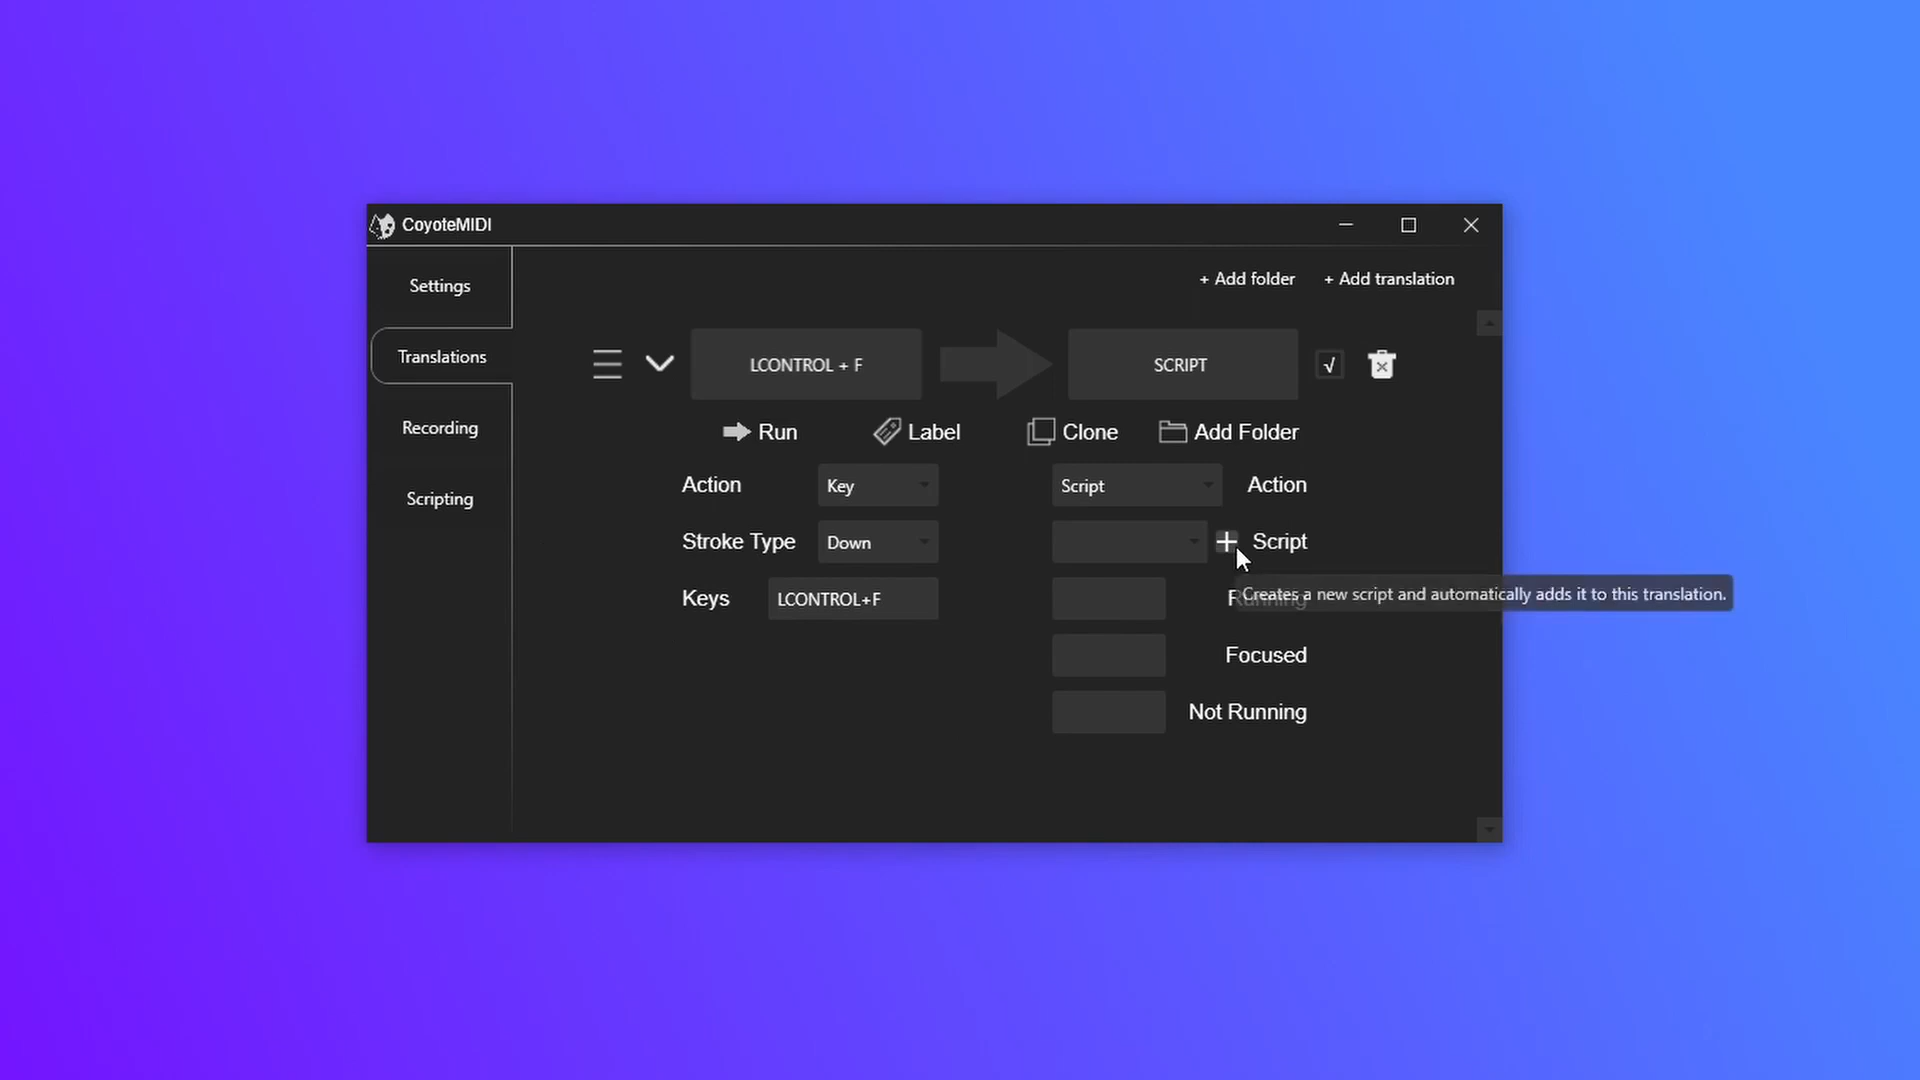 CoyoteMIDI
Settings
Translations
Recording
Scripting
+ Add folder
+ Add translation
LCONTROL + F
SCRIPT
√
Run
Label
Clone
Add Folder
Action
Key
Script
Action
Stroke Type
Down
Script
Creates a new script and automatically adds it to this translation.
Keys
LCONTROL+F
Running
Focused
Not Running